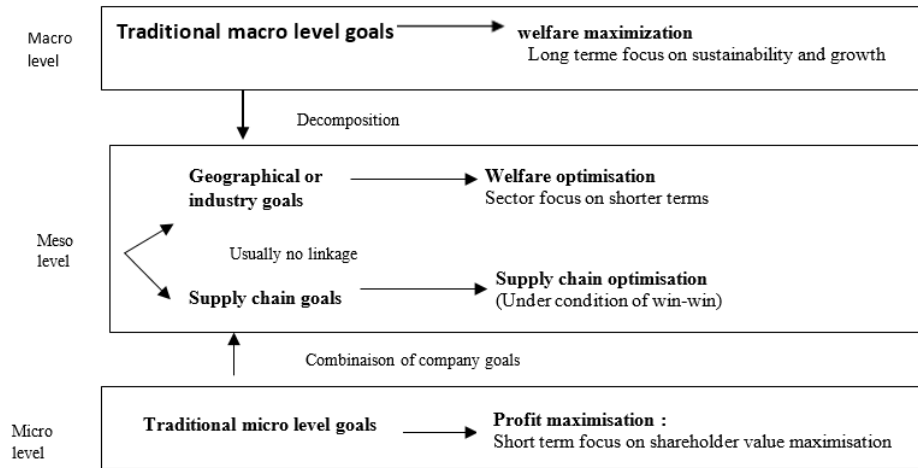 Macro level
Traditional macro level goals
welfare maximization
Long terme focus on sustainability and growth
Decomposition
Meso level
Geographical or
industry goals
Welfare optimisation
Sector focus on shorter terms
Usually no linkage
Supply chain goals
Supply chain optimisation
(Under condition of win-win)
Combinaison of company goals
Micro level
Traditional micro level goals
Profit maximisation :
Short term focus on shareholder value maximisation